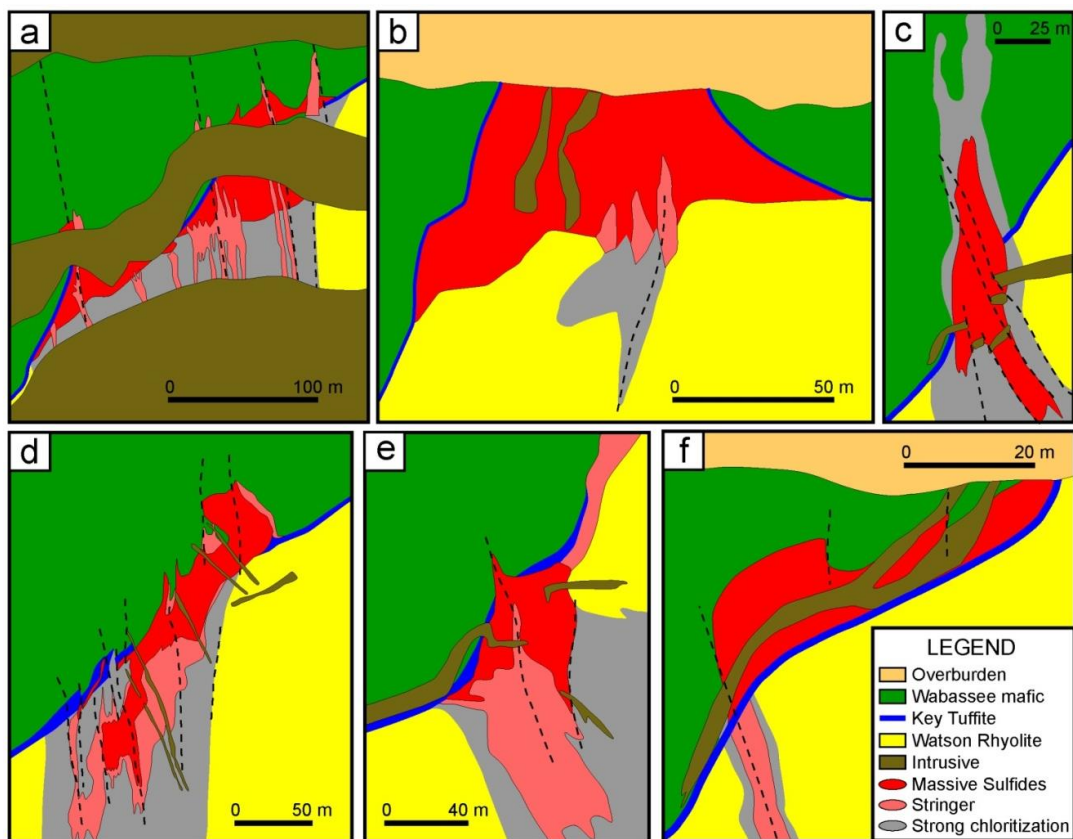 a
0 100 m
b
0 50 m
c
0 25 m
d
0 50 m
e
0 40 m
f
0 20 m
LEGEND
Overburden
Wabassee mafic
Key Tuffite
Watson Rhyolite
Intrusive
Massive Sulfides
Stringer
Strong chloritization